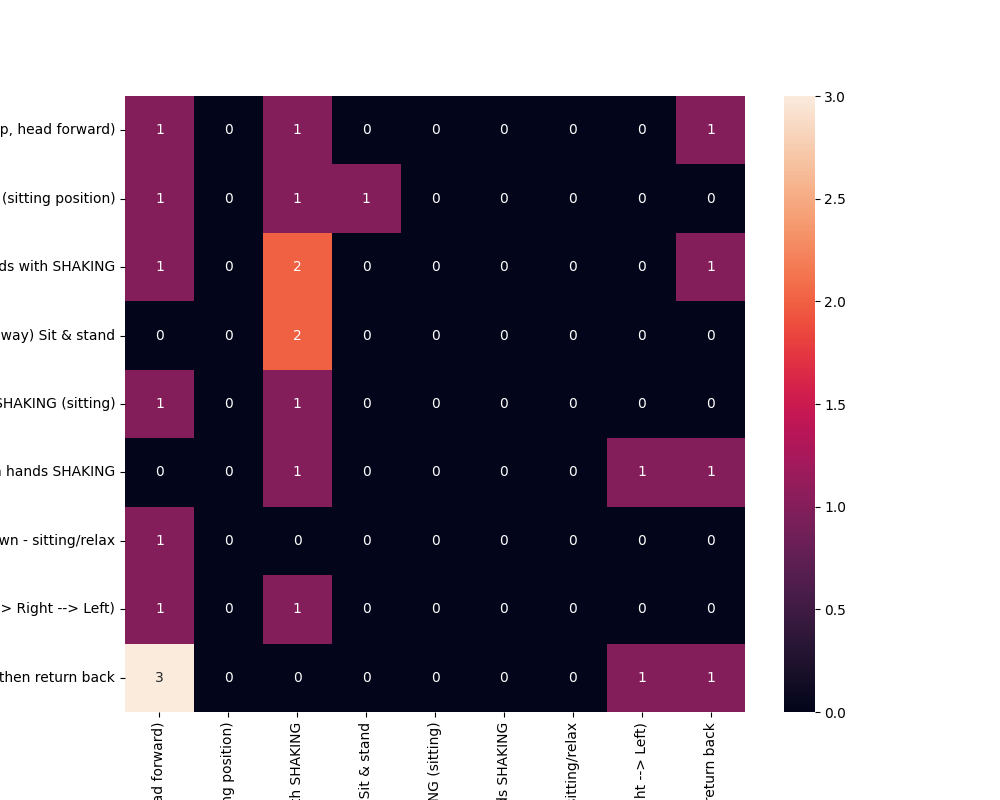 p, head forward) 1 0 1 0 0 0 0 0 1
(sitting position) 1 0 1 1 0 0 0 0 0
ds with SHAKING 1 0 2 0 0 0 0 0 1
way) Sit & stand 0 0 2 0 0 0 0 0 0
SHAKING (sitting) 1 0 1 0 0 0 0 0 0
hands SHAKING 0 0 1 0 0 0 0 1 1
wn - sitting/relax 1 0 0 0 0 0 0 0 0
> Right --> Left) 1 0 1 0 0 0 0 0 0
then return back 3 0 0 0 0 0 0 1 1
ad forward)
ng position)
th SHAKING
Sit & stand
NG (sitting)
ds SHAKING
sitting/relax
ht --> Left)
return back
3.0
2.5
2.0
1.5
1.0
0.5
0.0